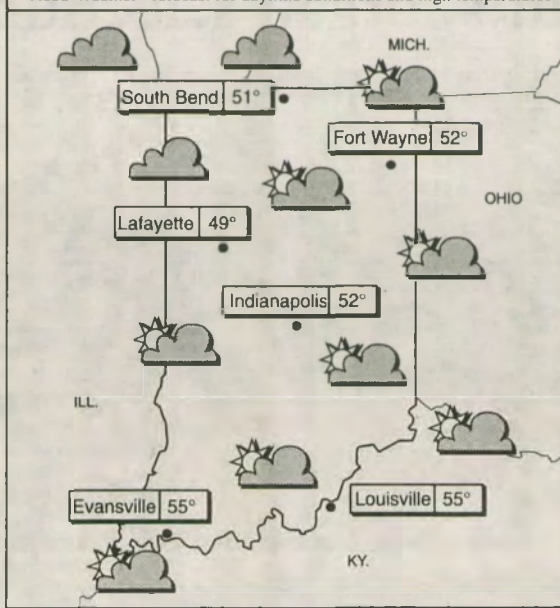 MICH.
South Bend 51°
Fort Wayne 52°
OHIO
Lafayette 49°
Indianapolis 52°
ILL.
Evansville 55°
Louisville 55°
KY.